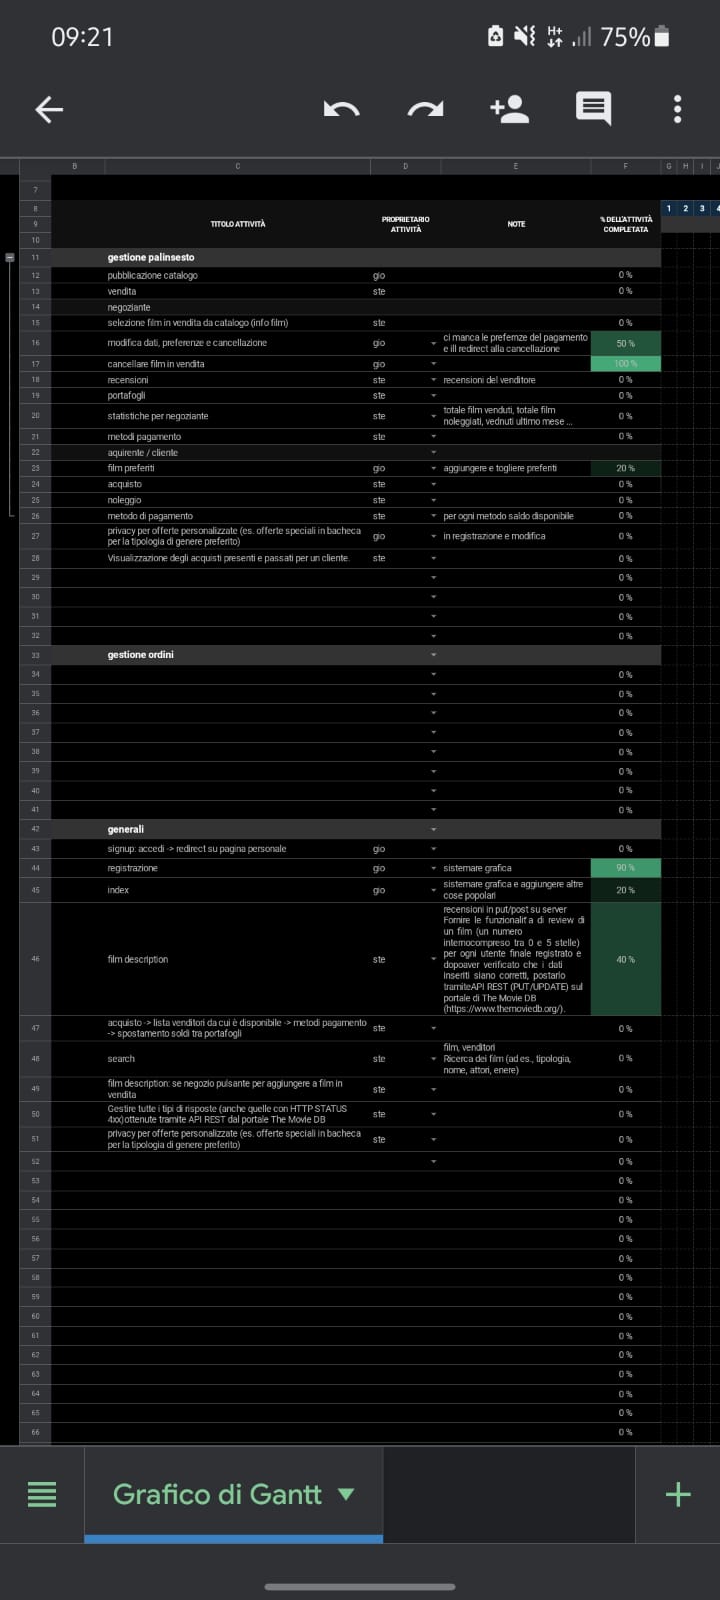 09:21
H+
75%
B C D E F G H I J
7
8 1 2 3 4
9 TITOLO ATTIVITÀ PROPRIETARIO ATTIVITÀ NOTE % DELL'ATTIVITÀ COMPLETATA
10
11 gestione palinsesto
12 pubblicazione catalogo gio 0 %
13 vendita ste 0 %
14 negoziante
15 selezione film in vendita da catalogo (info film) ste 0 %
16 modifica dati, preferenze e cancellazione gio ci manca le prefernze del pagamento e ill redirect alla cancellazione 50 %
17 cancellare film in vendita gio 100 %
18 recensioni ste recensioni del venditore 0 %
19 portafogli ste 0 %
20 statistiche per negoziante ste totale film venduti, totale film noleggiati, vednuti ultimo mese ... 0 %
21 metodi pagamento ste 0 %
22 aquirente / cliente
23 film preferiti gio aggiungere e togliere preferiti 20 %
24 acquisto ste 0 %
25 noleggio ste 0 %
26 metodo di pagamento ste per ogni metodo saldo disponibile 0 %
27 privacy per offerte personalizzate (es. offerte speciali in bacheca per la tipologia di genere preferito) gio in registrazione e modifica 0 %
28 Visualizzazione degli acquisti presenti e passati per un cliente. ste 0 %
29 0 %
30 0 %
31 0 %
32 0 %
33 gestione ordini
34 0 %
35 0 %
36 0 %
37 0 %
38 0 %
39 0 %
40 0 %
41 0 %
42 generali
43 signup: accedi -> redirect su pagina personale gio 0 %
44 registrazione gio sistemare grafica 90 %
45 index gio sistemare grafica e aggiungere altre cose popolari 20 %
46 film description ste recensioni in put/post su server
Fornire le funzionalit'a di review di
un film (un numero
internocompreso tra 0 e 5 stelle)
per ogni utente finale registrato e
dopoaver verificato che i dati
inseriti siano corretti, postarlo
tramiteAPI REST (PUT/UPDATE) sul
portale di The Movie DB
(https://www.themoviedb.org/). 40 %
47 acquisto -> lista venditori da cui è disponibile -> metodi pagamento -> spostamento soldi tra portafogli ste 0 %
48 search ste film, venditori
Ricerca dei film (ad es., tipologia,
nome, attori, enere) 0 %
49 film description: se negozio pulsante per aggiungere a film in vendita ste 0 %
50 Gestire tutte i tipi di risposte (anche quelle con HTTP STATUS 4xx)ottenute tramite API REST dal portale The Movie DB ste 0 %
51 privacy per offerte personalizzate (es. offerte speciali in bacheca per la tipologia di genere preferito) ste 0 %
52 0 %
53 0 %
54 0 %
55 0 %
56 0 %
57 0 %
58 0 %
59 0 %
60 0 %
61 0 %
62 0 %
63 0 %
64 0 %
65 0 %
66 0 %
Grafico di Gantt